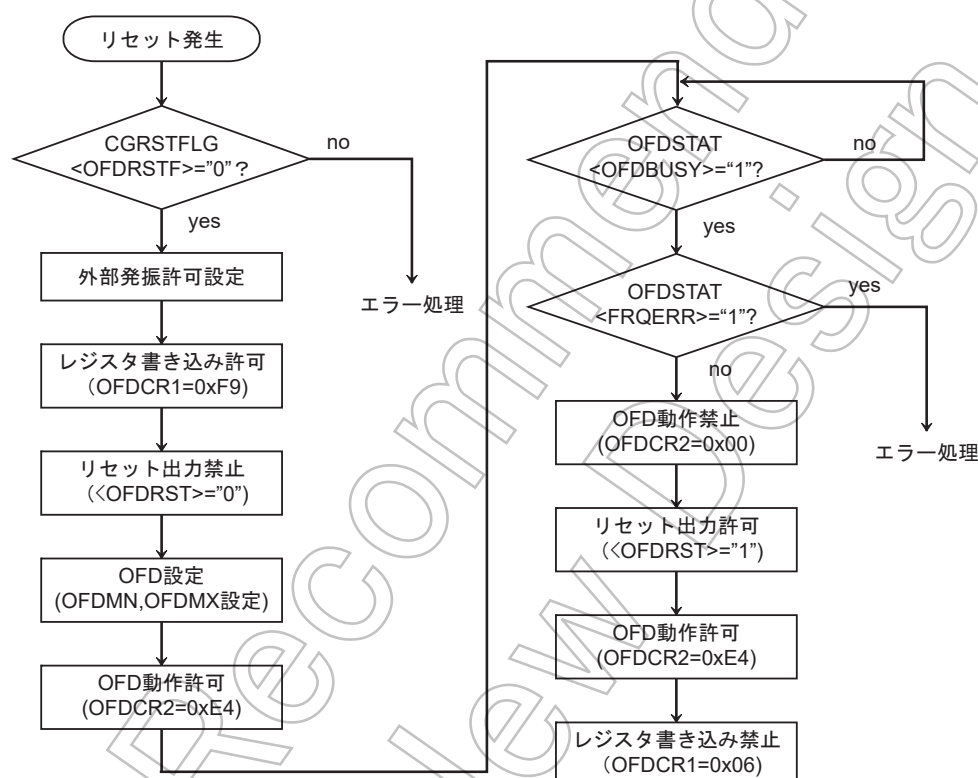 リセット発生
CGRSTFLG
<OFDRSTF>=”0”？
no
yes
エラー処理
外部発振許可設定
レジスタ書き込み許可
（OFDCR1=0xF9)
リセット出力禁止
（<OFDRST>=”0”)
OFD設定
(OFDMN,OFDMX設定)
OFD動作許可
(OFDCR2=0xE4)
OFDSTAT
<OFDBUSY>=“1”?
no
yes
OFDSTAT
<FRQERR>=“1”?
yes
no
エラー処理
OFD動作禁止
(OFDCR2=0x00)
リセット出力許可
（<OFDRST>=”1”)
OFD動作許可
(OFDCR2=0xE4)
レジスタ書き込み禁止
（OFDCR1=0x06)
Recommend
New Design